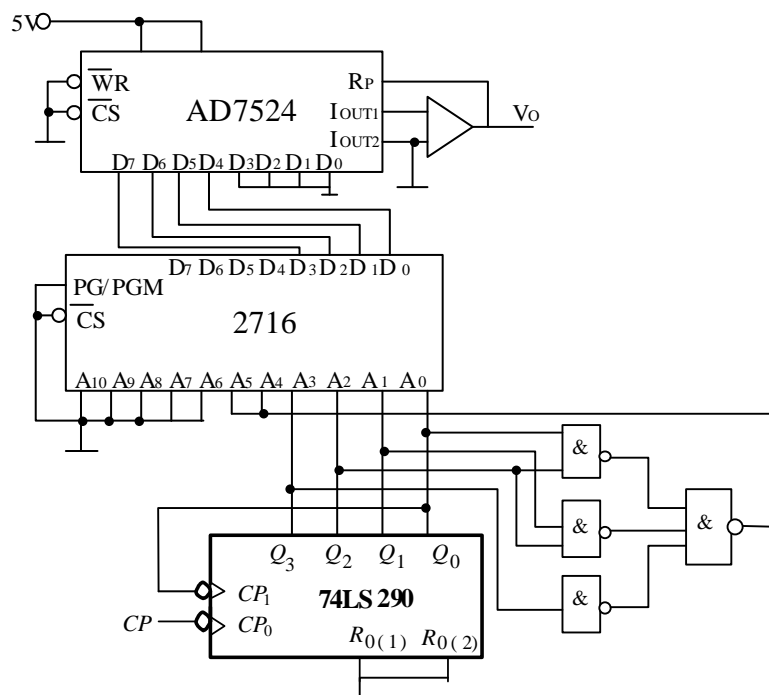 5V
WR
CS
AD7524
RP
IOUT1
IOUT2
VO
D7 D6 D5 D4 D3 D2 D1 D0
D7 D6 D5 D4 D3 D2 D1 D0
PG/PGM
CS
2716
A10 A9 A8 A7 A6 A5 A4 A3 A2 A1 A0
&
&
&
&
Q3 Q2 Q1 Q0
CP1
74LS290
CP
CP0
R0(1) R0(2)